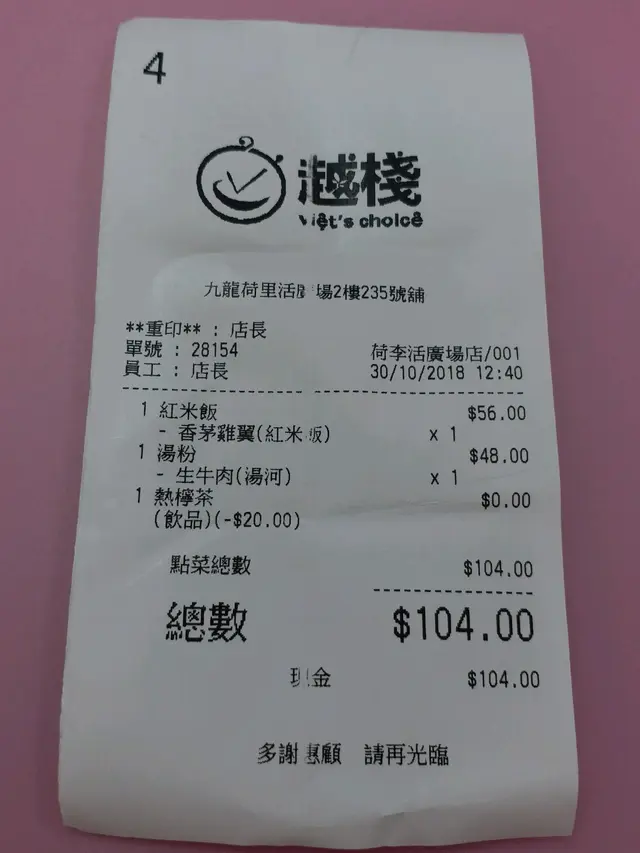 4
越棧
Việt's choicê
九龍荷里活廣場2樓235號舖
**重印** : 店長
單號 : 28154 荷李活廣場店/001
員工 : 店長 30/10/2018 12:40
1 紅米飯 $56.00
- 香茅雞翼(紅米飯) x 1
1 湯粉 $48.00
- 生牛肉(湯河) x 1
1 熱檸茶 $0.00
(飲品)(-$20.00)
點菜總數 $104.00
總數 $104.00
現金 $104.00
多謝惠顧 請再光臨